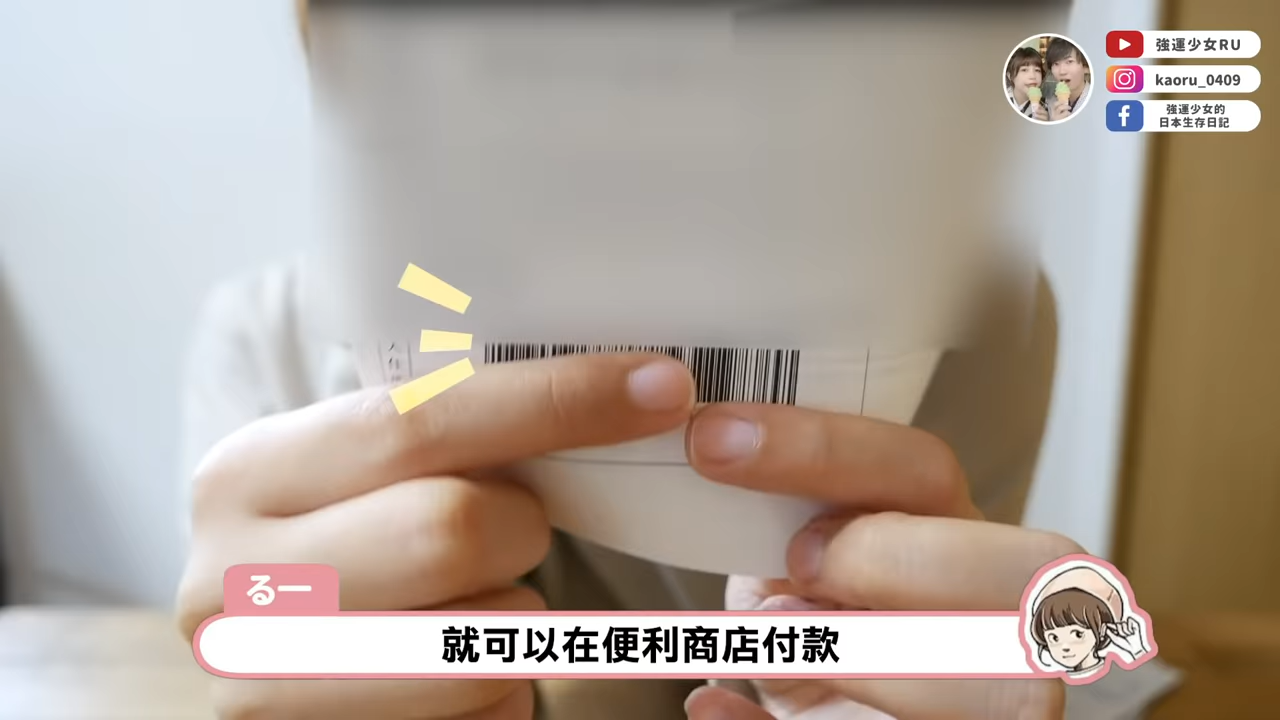 強運少女RU
kaoru_0409
強運少女的
日本生存日記
るー
就可以在便利商店付款